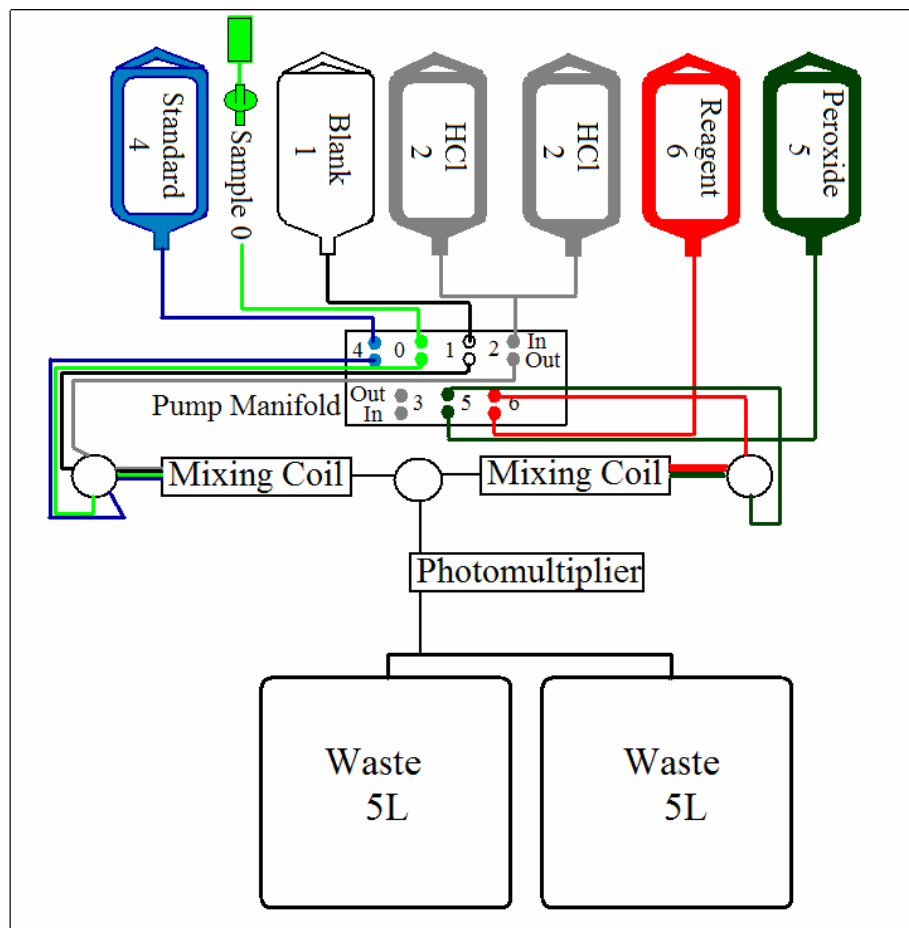 Standard
4
Sample 0
Blank
1
HCl
2
HCl
2
Reagent
6
Peroxide
5
4 0 1 2 In
Out
Out
In 3 5 6
Pump Manifold
Mixing Coil
Mixing Coil
Photomultiplier
Waste
5L
Waste
5L